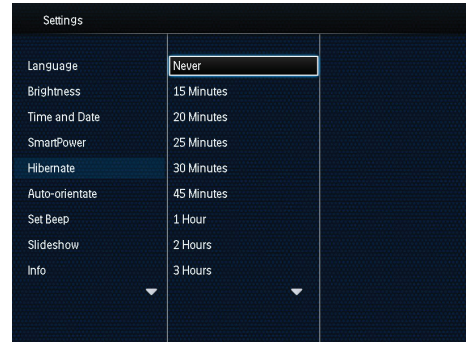 Settings
Language
Brightness
Time and Date
SmartPower
Hibernate
Auto-orientate
Set Beep
Slideshow
Info
Never
15 Minutes
20 Minutes
25 Minutes
30 Minutes
45 Minutes
1 Hour
2 Hours
3 Hours